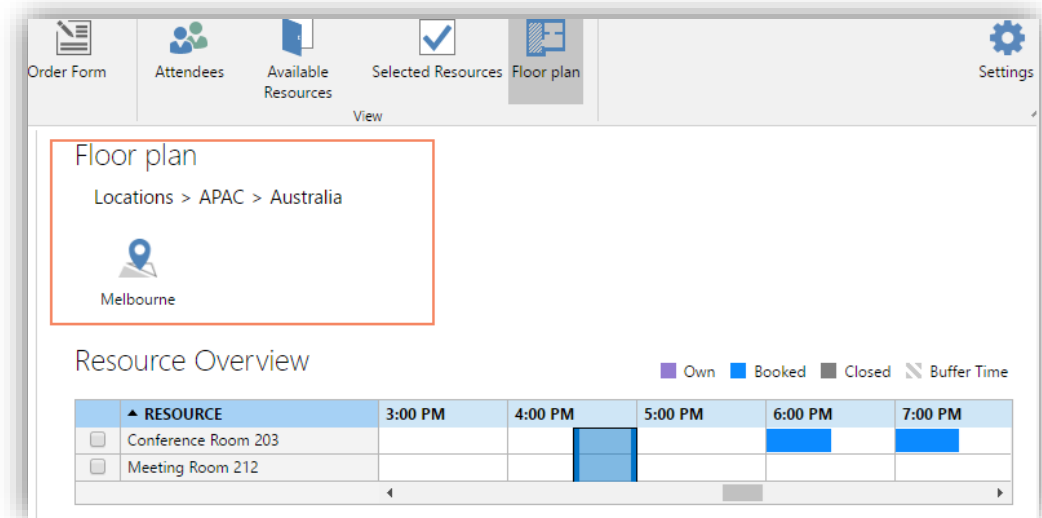 Order Form
Attendees
Available
Resources
Selected Resources
Floor plan
Settings
View
Floor plan
Locations > APAC > Australia
Melbourne
Resource Overview
Own Booked Closed Buffer Time
RESOURCE 3:00 PM 4:00 PM 5:00 PM 6:00 PM 7:00 PM
Conference Room 203
Meeting Room 212